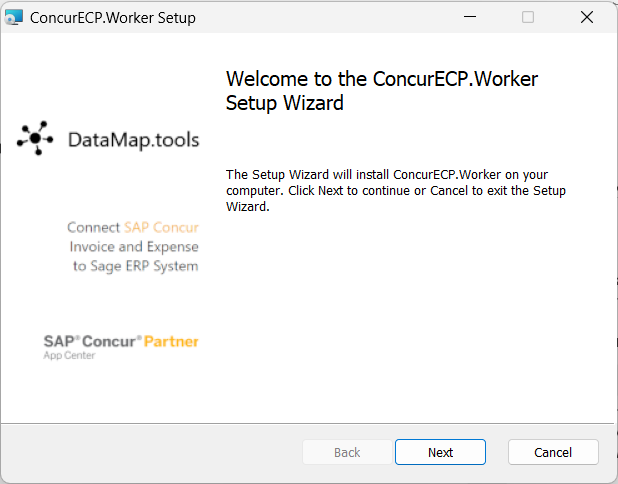 ConcurECP.Worker Setup
Welcome to the ConcurECP.Worker
Setup Wizard
DataMap.tools
The Setup Wizard will install ConcurECP.Worker on your
computer. Click Next to continue or Cancel to exit the Setup
Wizard.
Connect SAP Concur
Invoice and Expense
to Sage ERP System
SAP® Concur® Partner
App Center
Back
Next
Cancel